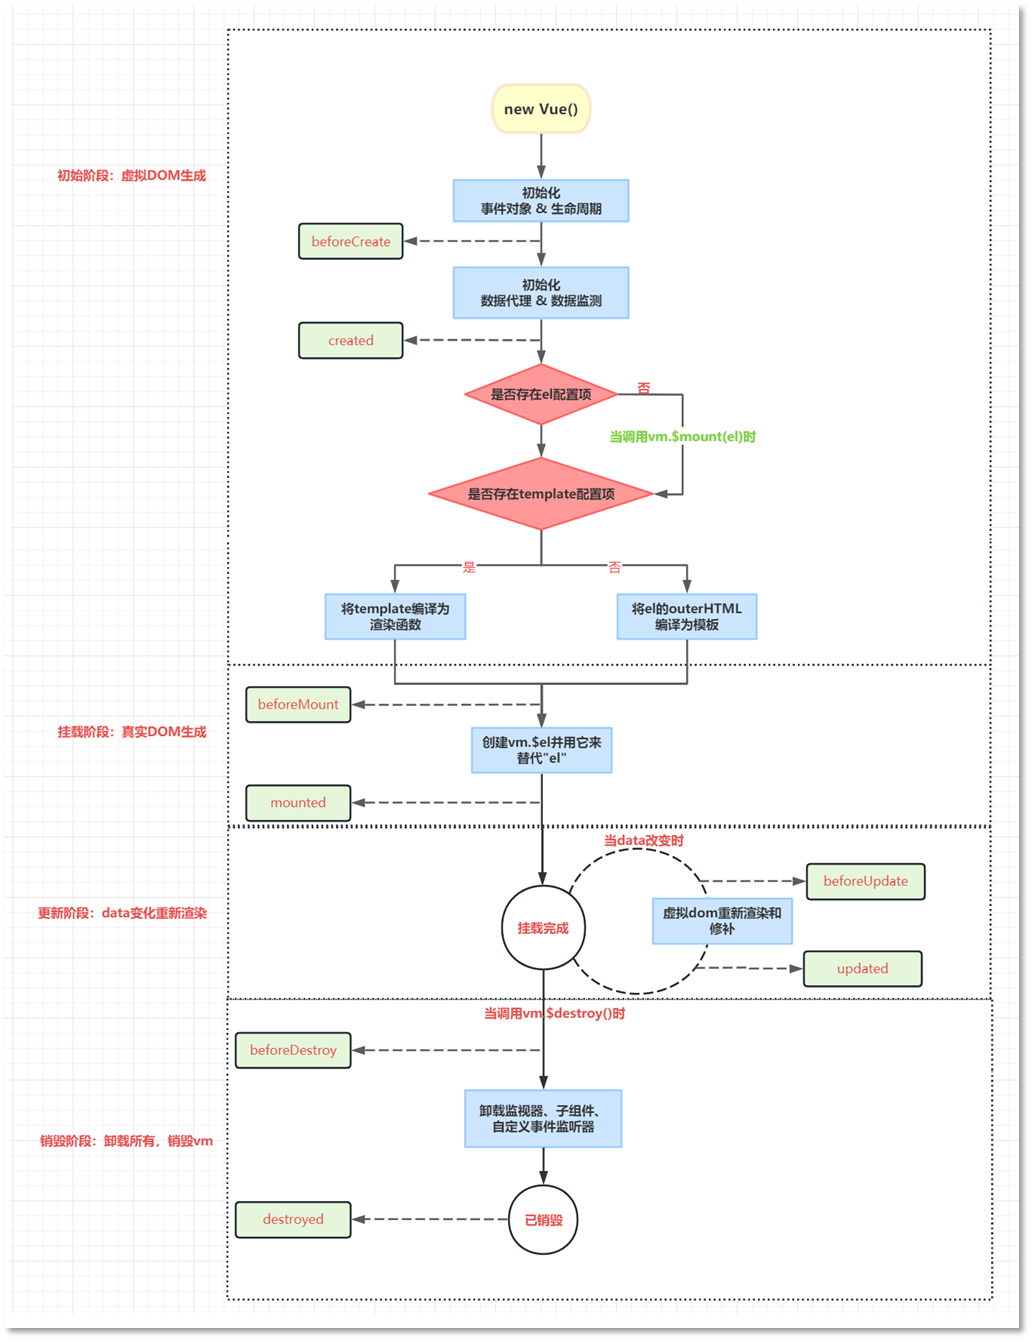 new Vue()
初始阶段：虚拟DOM生成
初始化
事件对象 & 生命周期
beforeCreate
初始化
数据代理 & 数据监测
created
是否存在el配置项
否
当调用vm.$mount(el)时
是否存在template配置项
是
否
将template编译为
渲染函数
将el的outerHTML
编译为模板
beforeMount
挂载阶段：真实DOM生成
创建vm.$el并用它来
替代"el"
mounted
当data改变时
beforeUpdate
更新阶段：data变化重新渲染
挂载完成
虚拟dom重新渲染和
修补
updated
当调用vm.$destroy()时
beforeDestroy
卸载监视器、子组件、
自定义事件监听器
销毁阶段：卸载所有，销毁vm
destroyed
已销毁